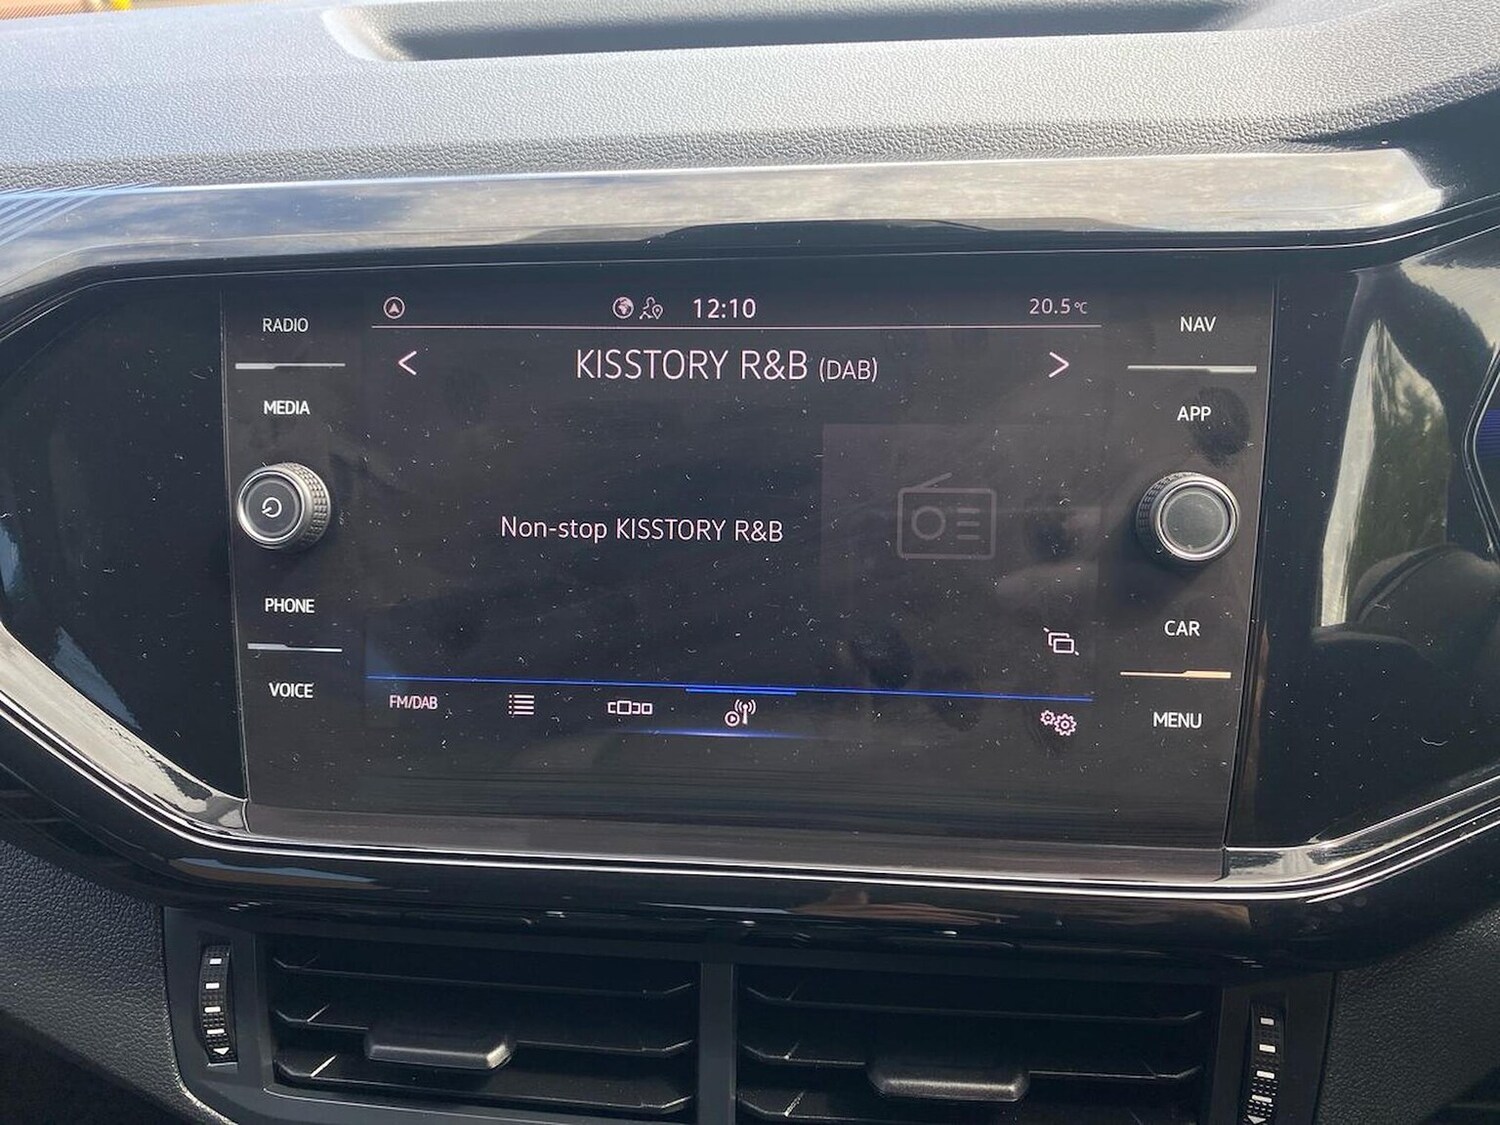 RADIO
MEDIA
PHONE
VOICE
12:10
20.5°C
KISSTORY R&B (DAB)
Non-stop KISSTORY R&B
FM/DAB
NAV
APP
CAR
MENU